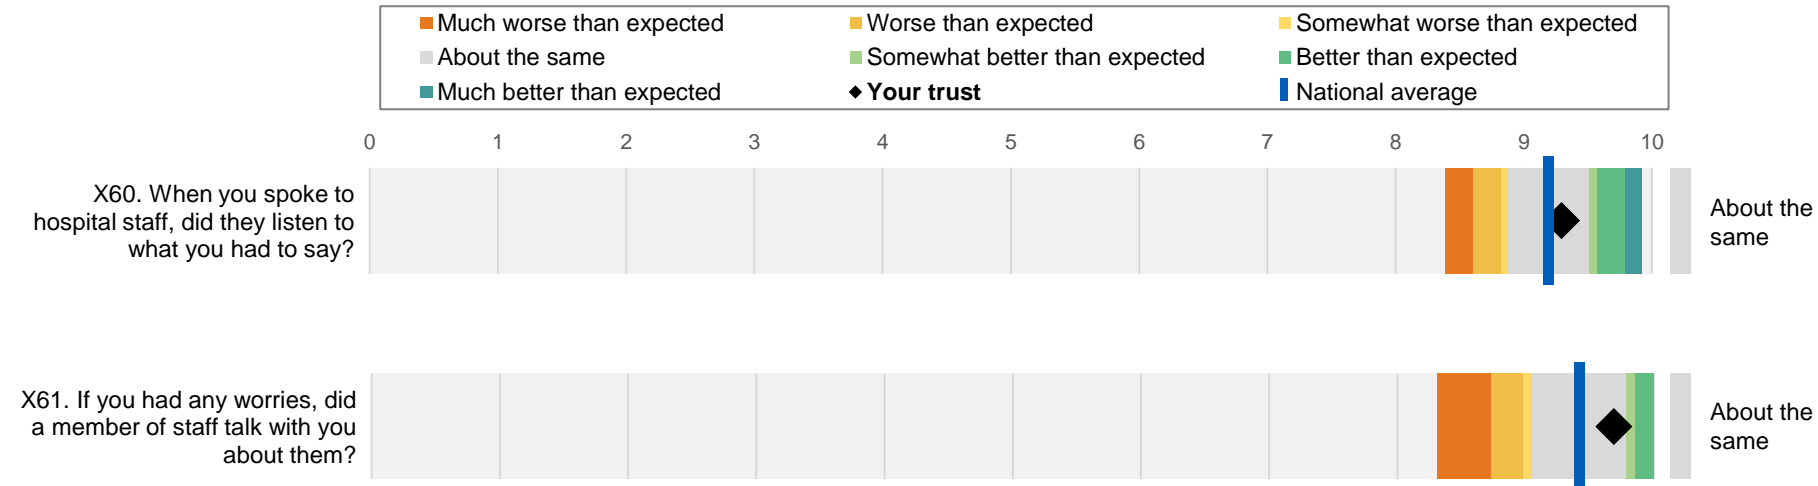 Much worse than expected
Worse than expected
Somewhat worse than expected
About the same
Somewhat better than expected
Better than expected
Much better than expected
Your trust
National average
0 1 2 3 4 5 6 7 8 9 10
X60. When you spoke to
hospital staff, did they listen to
what you had to say?
About the
same
X61. If you had any worries, did
a member of staff talk with you
about them?
About the
same